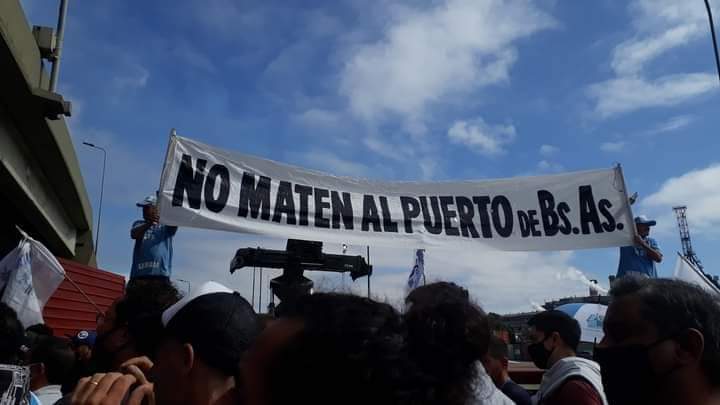 NO MATEN AL PUERTO DE Bs. As.